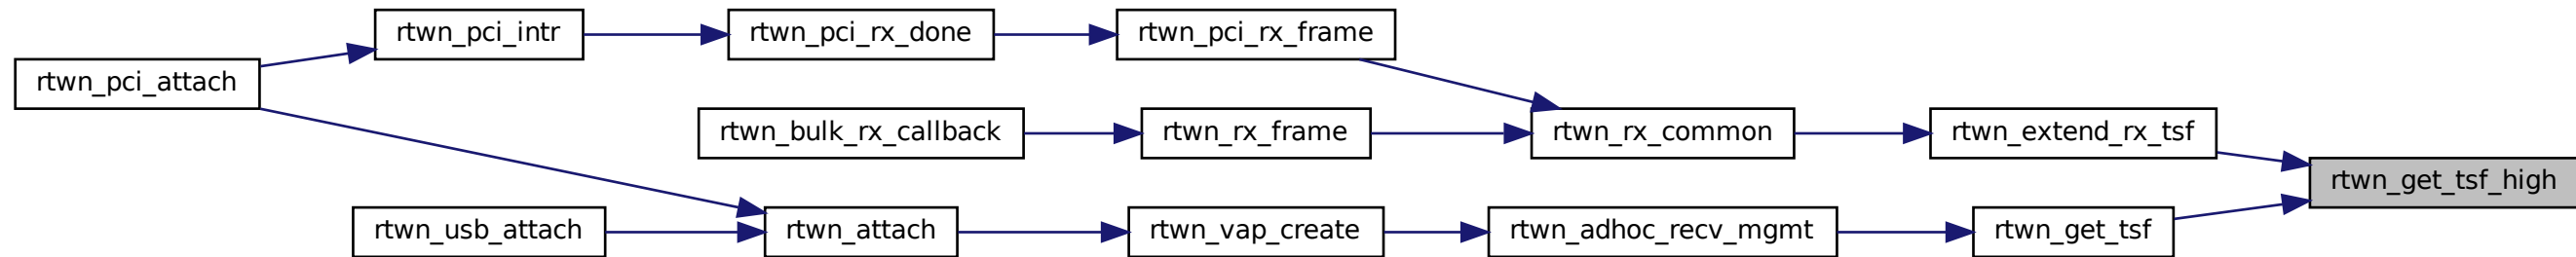 rtwn_pci_intr
rtwn_pci_rx_done
rtwn_pci_rx_frame
rtwn_pci_attach
rtwn_bulk_rx_callback
rtwn_rx_frame
rtwn_rx_common
rtwn_extend_rx_tsf
rtwn_get_tsf_high
rtwn_usb_attach
rtwn_attach
rtwn_vap_create
rtwn_adhoc_recv_mgmt
rtwn_get_tsf